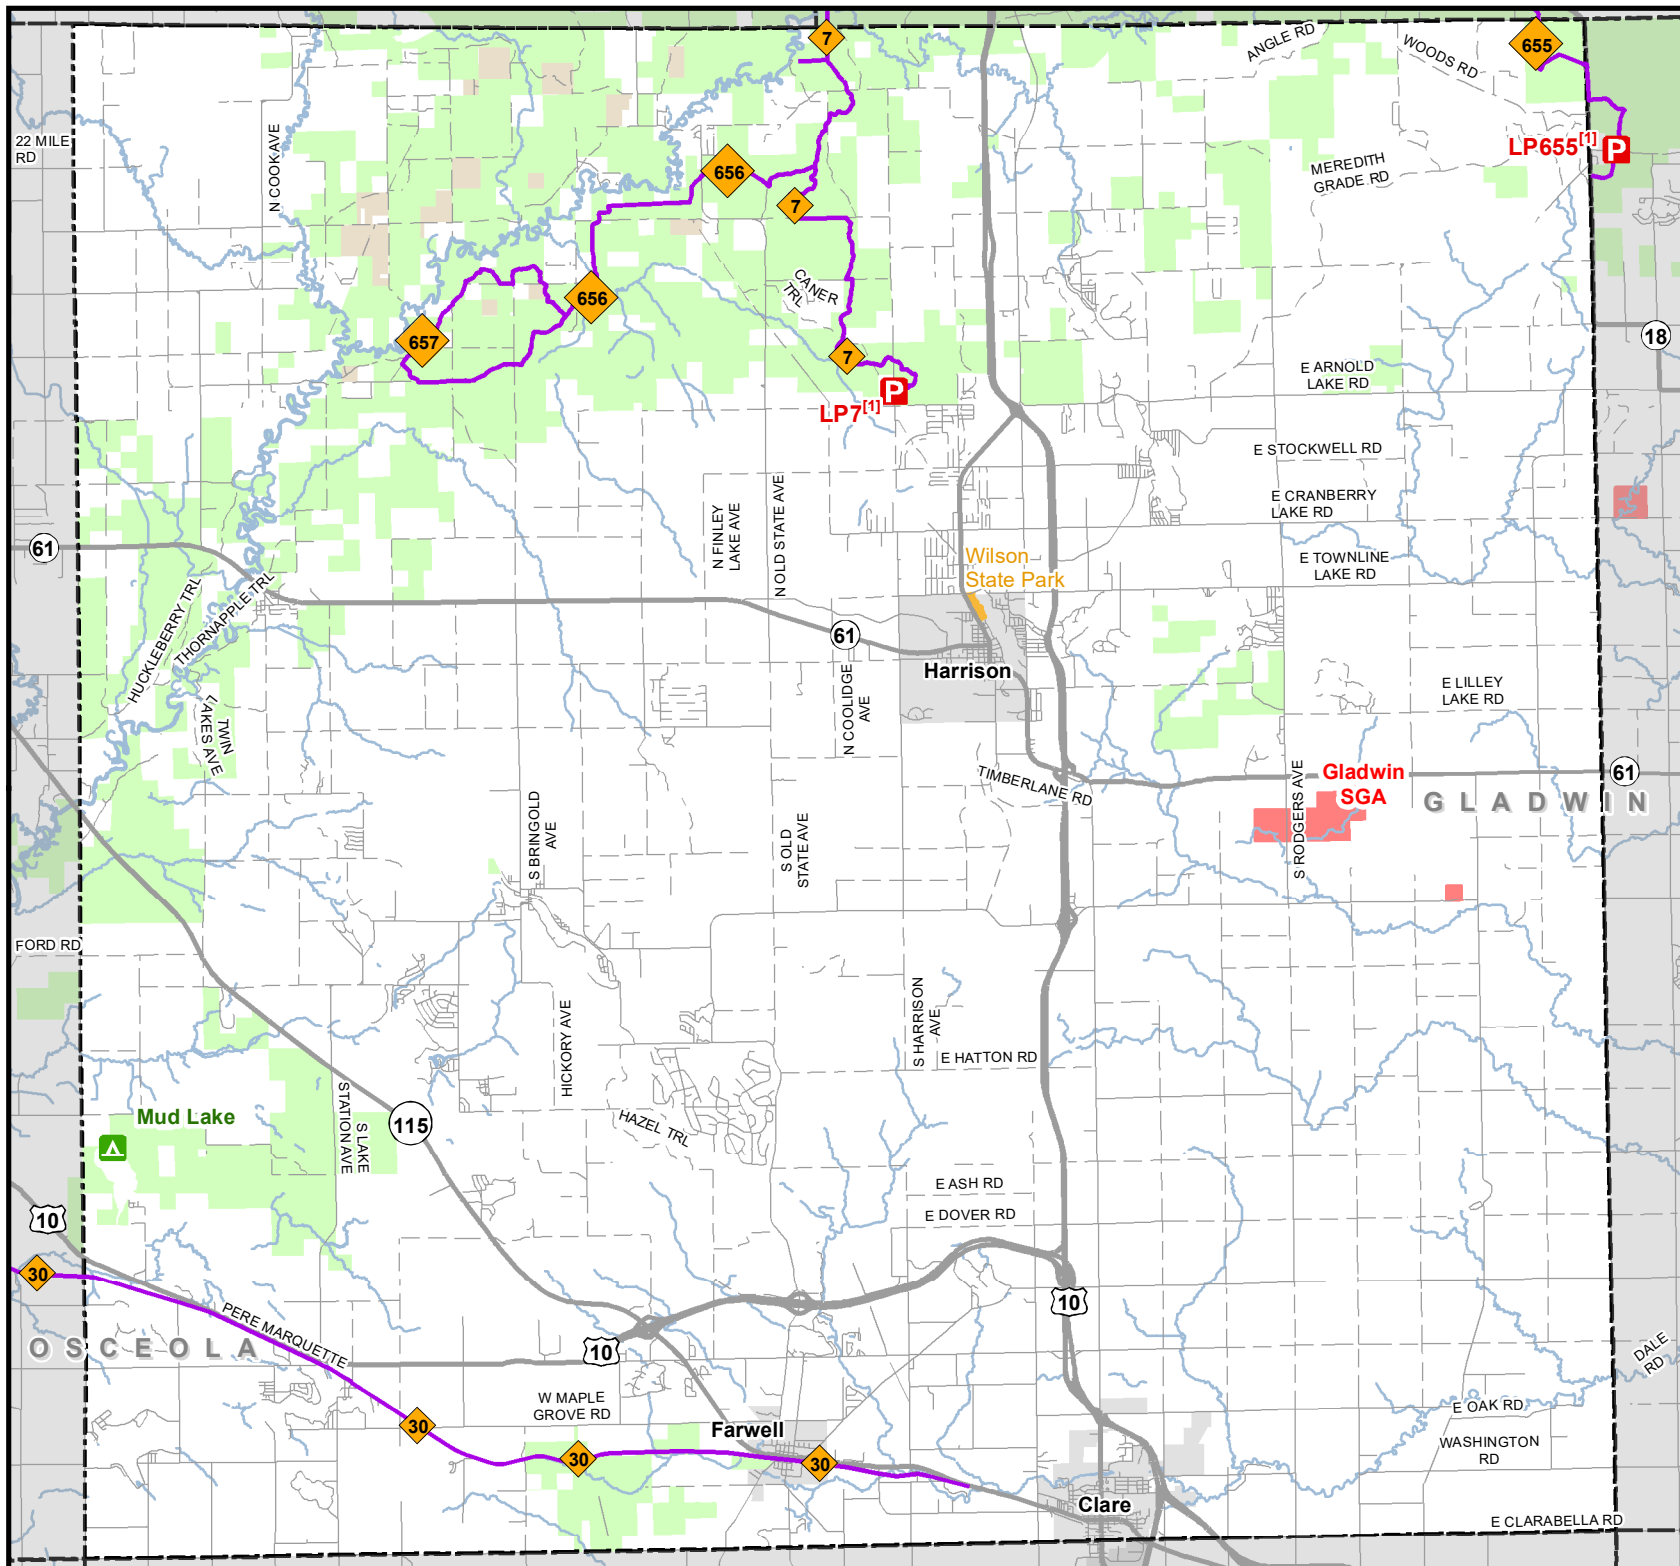 7
655
ANGLE RD
WOODS RD
22 MILE
RD
N COOK AVE
LP655[1]
P
656
MEREDITH
GRADE RD
7
CANER
TRL
656
657
18
7
E ARNOLD
LAKE RD
P
LP7[1]
E STOCKWELL RD
E CRANBERRY
LAKE RD
N FINLEY
LAKE AVE
N OLD STATE AVE
61
Wilson
State Park
E TOWNLINE
LAKE RD
HUCKLEBERRY TRL
THORNAPPLE TRL
61
Harrison
N COOLIDGE
AVE
E LILLEY
LAKE RD
TWIN
LAKES AVE
TIMBERLANE RD
Gladwin
SGA
61
GLADWIN
S RODGERS AVE
S BRINGOLD
AVE
S OLD
STATE AVE
FORD RD
S HARRISON
AVE
HICKORY AVE
E HATTON RD
Mud Lake
115
S LAKE
STATION AVE
HAZEL TRL
E ASH RD
10
E DOVER RD
30
10
PERE MARQUETTE
OSCEOLA
10
DALE
RD
W MAPLE
GROVE RD
30
Farwell
E OAK RD
30
30
WASHINGTON
RD
Clare
E CLARABELLA RD